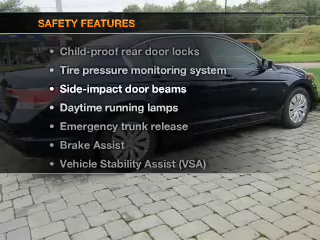 SAFETY FEATURES
• Child-proof rear door locks
• Tire pressure monitoring system
• Side-impact door beams
• Daytime running lamps
• Emergency trunk release
• Brake Assist
• Vehicle Stability Assist (VSA)